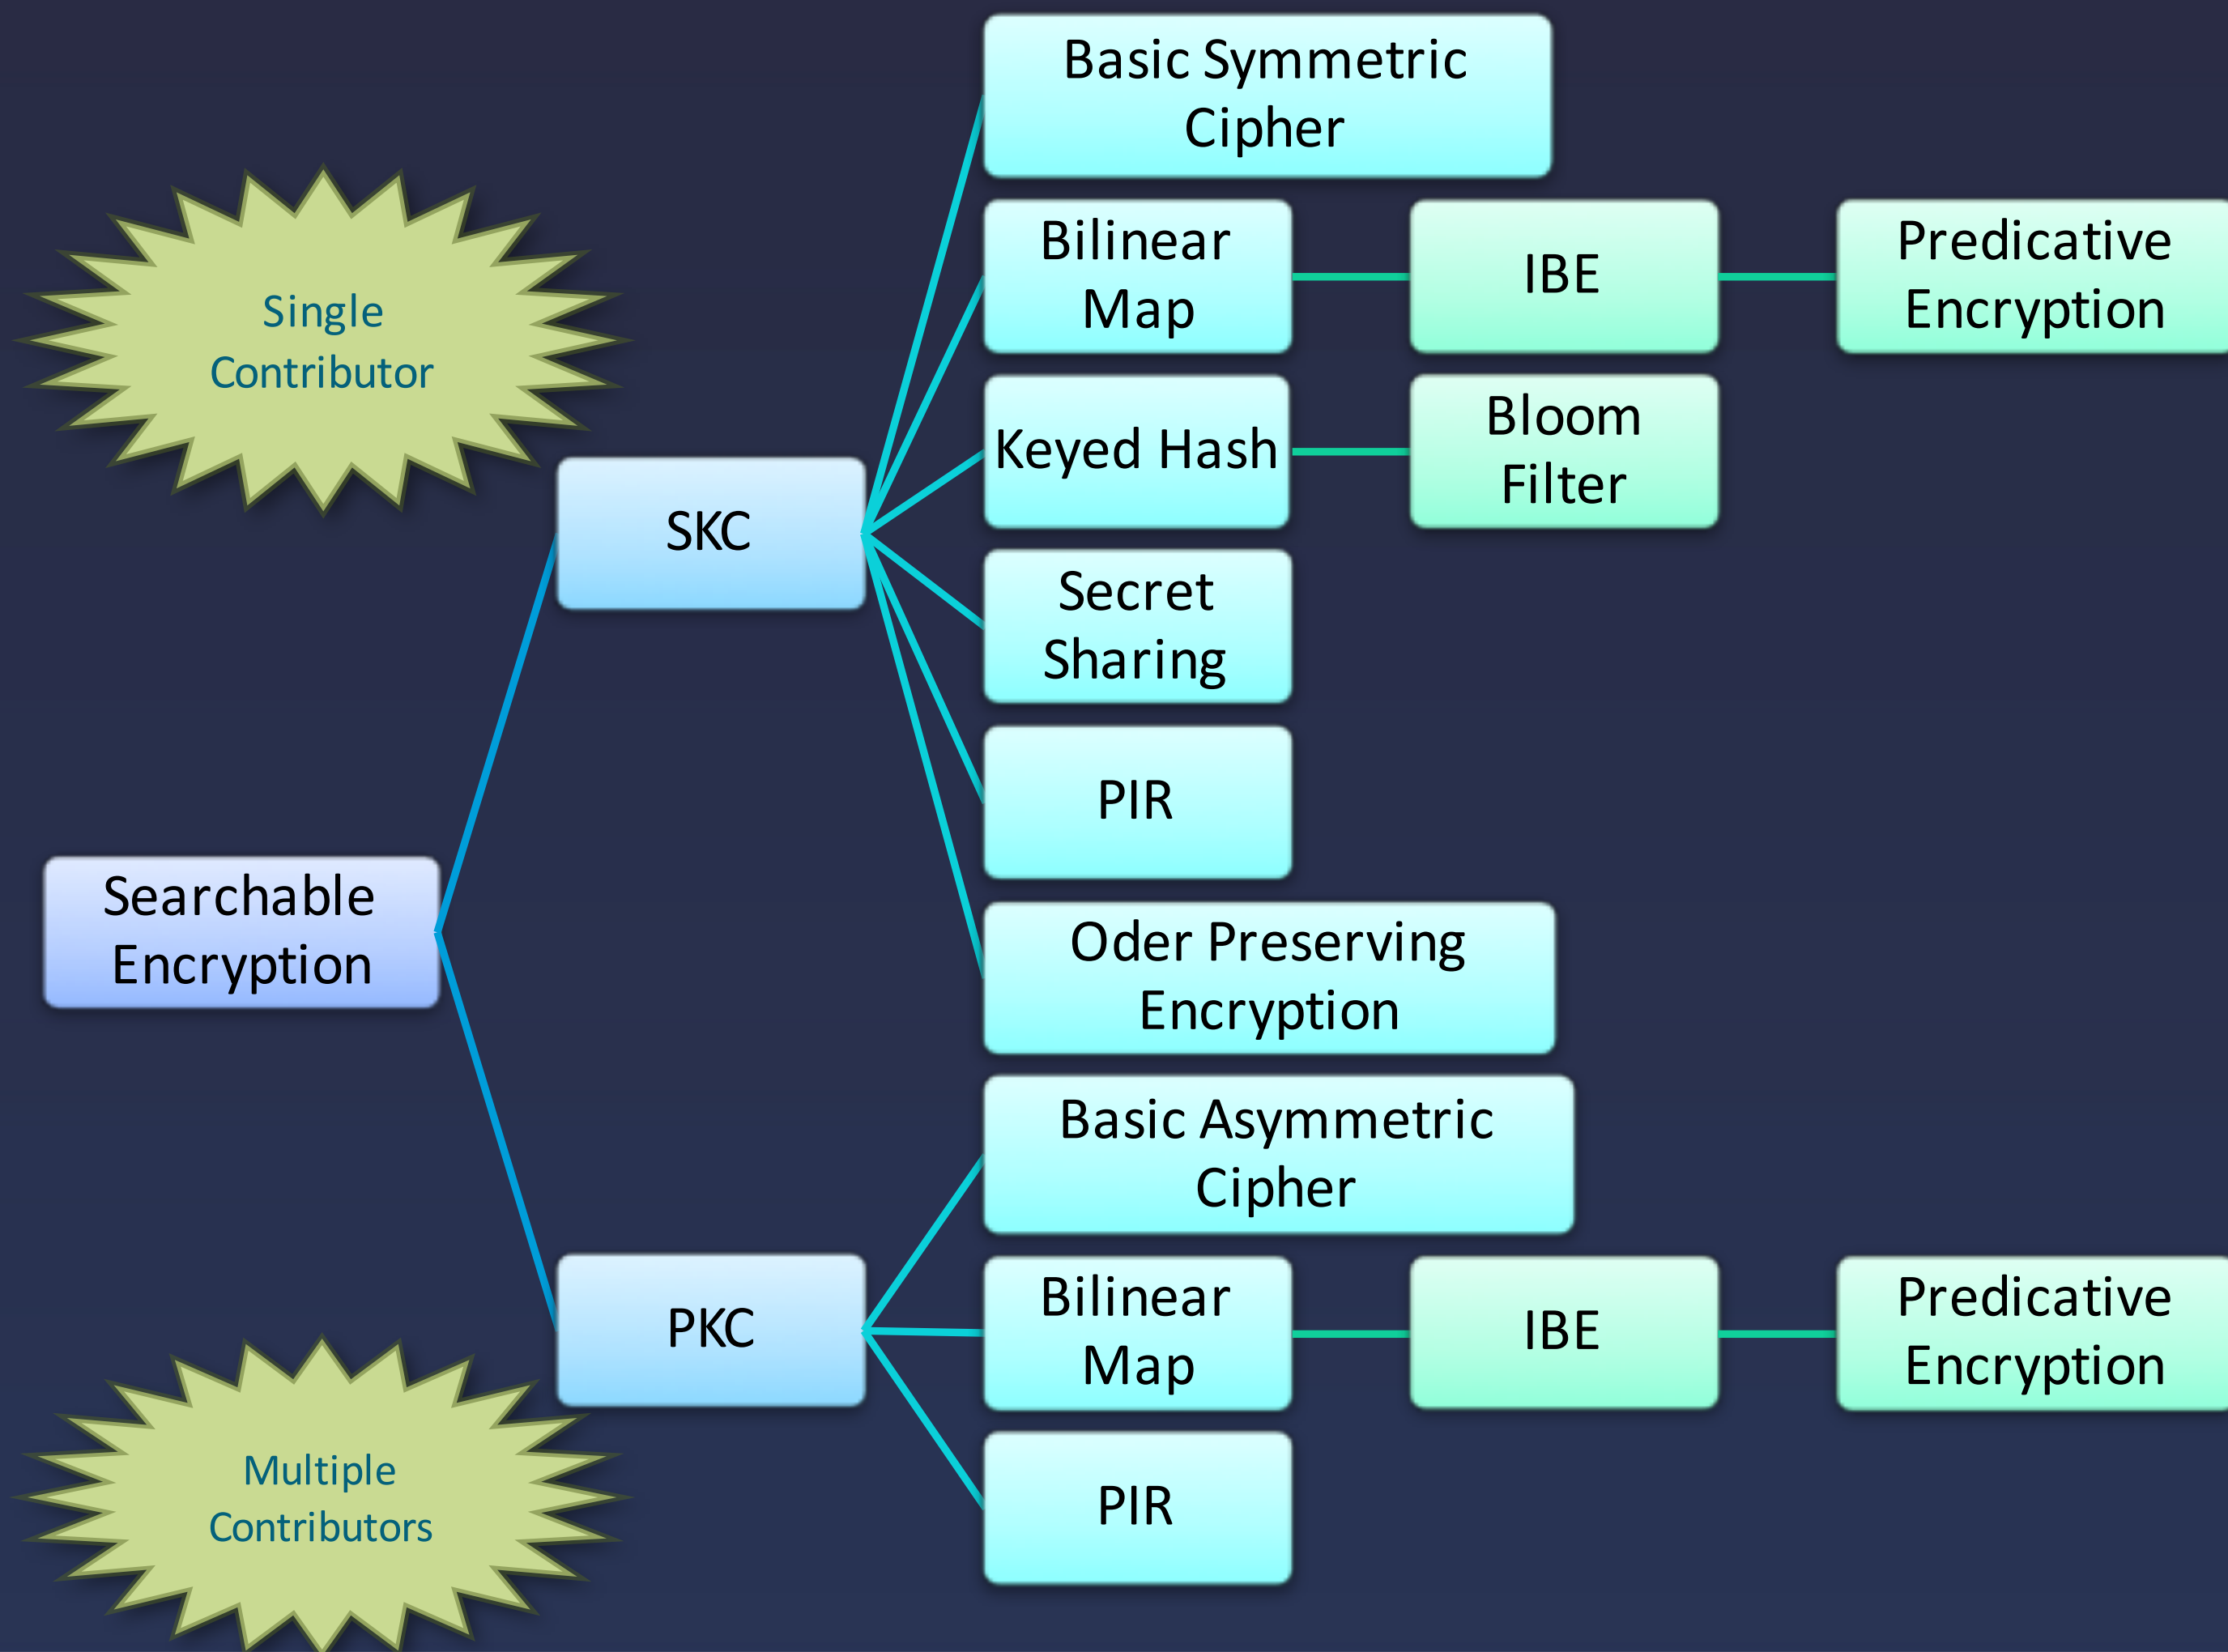 Basic Symmetric
Cipher
Single
Contributor
Bilinear
Map
IBE
Predicative
Encryption
Keyed Hash
Bloom
Filter
SKC
Secret
Sharing
PIR
Searchable
Encryption
Oder Preserving
Encryption
Basic Asymmetric
Cipher
PKC
Bilinear
Map
IBE
Predicative
Encryption
Multiple
Contributors
PIR